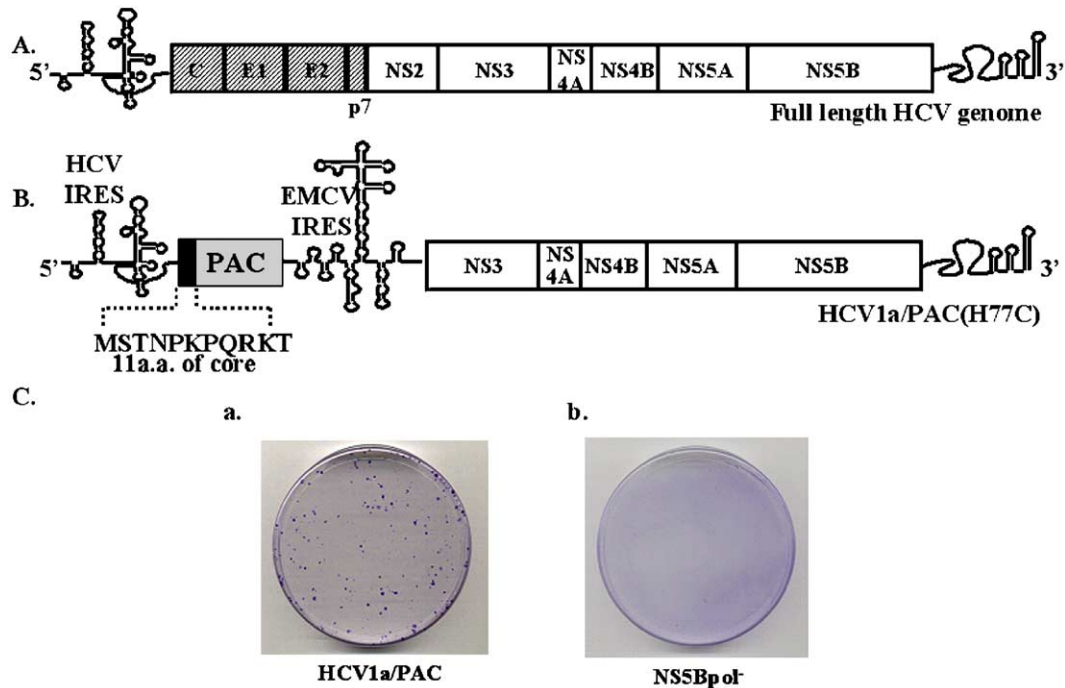 A.
5' C E1 E2 NS2 NS3 NS 4A NS4B NS5A NS5B 3'
p7
Full length HCV genome
B.
HCV
IRES
EMCV
IRES
5' PAC NS3 NS 4A NS4B NS5A NS5B 3'
HCV1a/PAC(H77C)
MSTNPKPQRKT
11a.a. of core
C.
a.
b.
HCV1a/PAC
NS5Bpol-